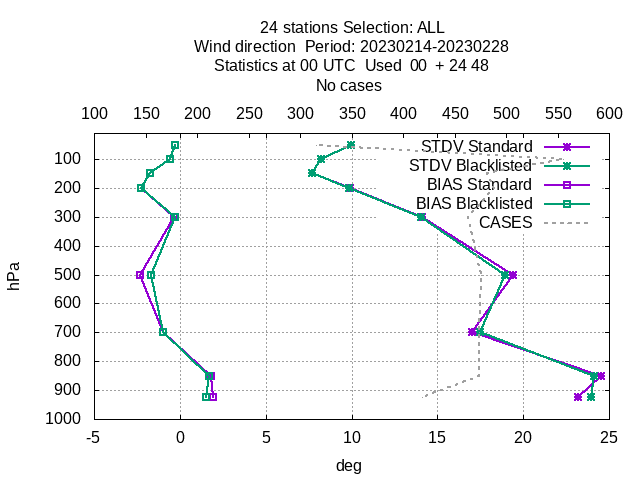 24 stations Selection: ALL
Wind direction  Period: 20230214-20230228
Statistics at 00 UTC  Used  00  + 24 48
No cases
100 150 200 250 300 350 400 450 500 550 600
STDV Standard
STDV Blacklisted
BIAS Standard
BIAS Blacklisted
CASES
100
200
300
400
500
600
700
800
900
1000
hPa
-5 0 5 10 15 20 25
deg